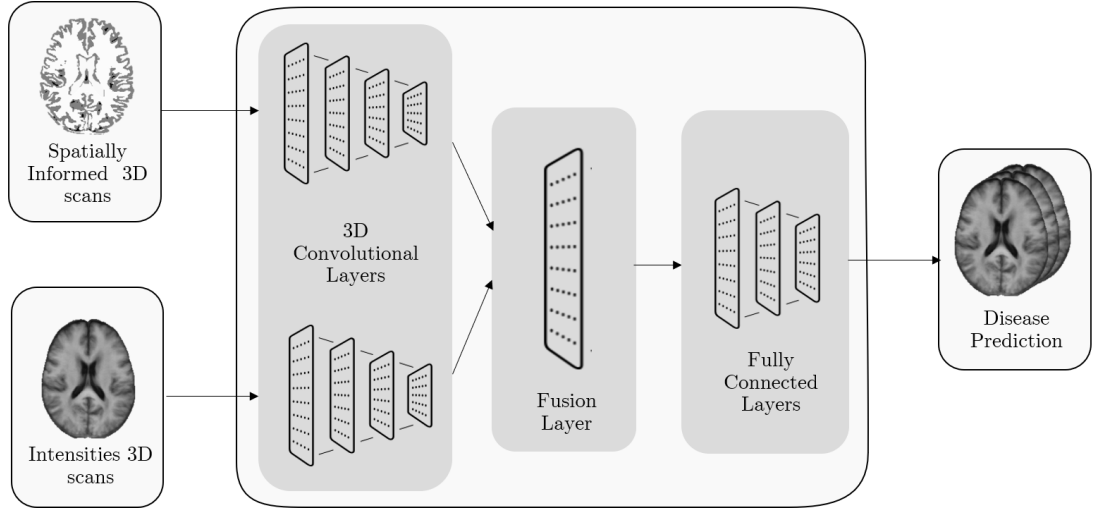 Spatially
Informed 3D
scans
Intensities 3D
scans
3D
Convolutional
Layers
Fusion
Layer
Fully
Connected
Layers
Disease
Prediction